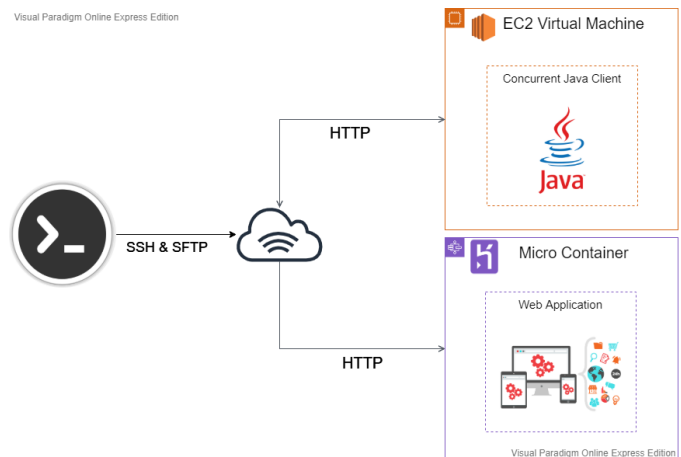 Visual Paradigm Online Express Edition
EC2 Virtual Machine
Concurrent Java Client
Java
HTTP
SSH & SFTP
Micro Container
Web Application
HTTP
Visual Paradigm Online Express Edition